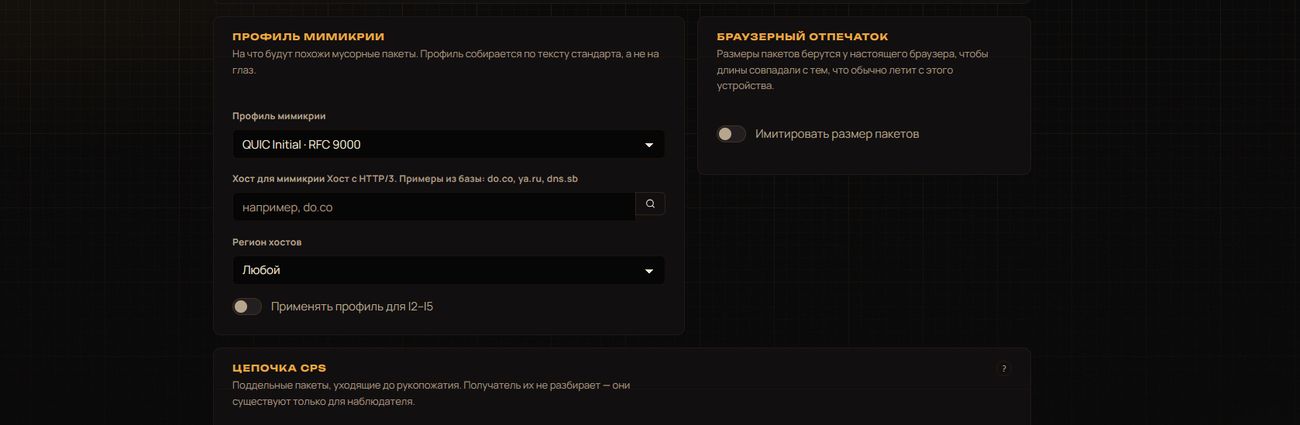 ПРОФИЛЬ МИМИКРИИ
На что будут похожи мусорные пакеты. Профиль собирается по тексту стандарта, а не на
глаз.
Профиль мимикрии
QUIC Initial · RFC 9000
Хост для мимикрии Хост с HTTP/3. Примеры из базы: do.co, ya.ru, dns.sb
например, do.co
Регион хостов
Любой
Применять профиль для I2–I5
БРАУЗЕРНЫЙ ОТПЕЧАТОК
Размеры пакетов берутся у настоящего браузера, чтобы
длины совпадали с тем, что обычно летит с этого
устройства.
Имитировать размер пакетов
ЦЕПОЧКА CPS
?
Поддельные пакеты, уходящие до рукопожатия. Получатель их не разбирает — они
существуют только для наблюдателя.